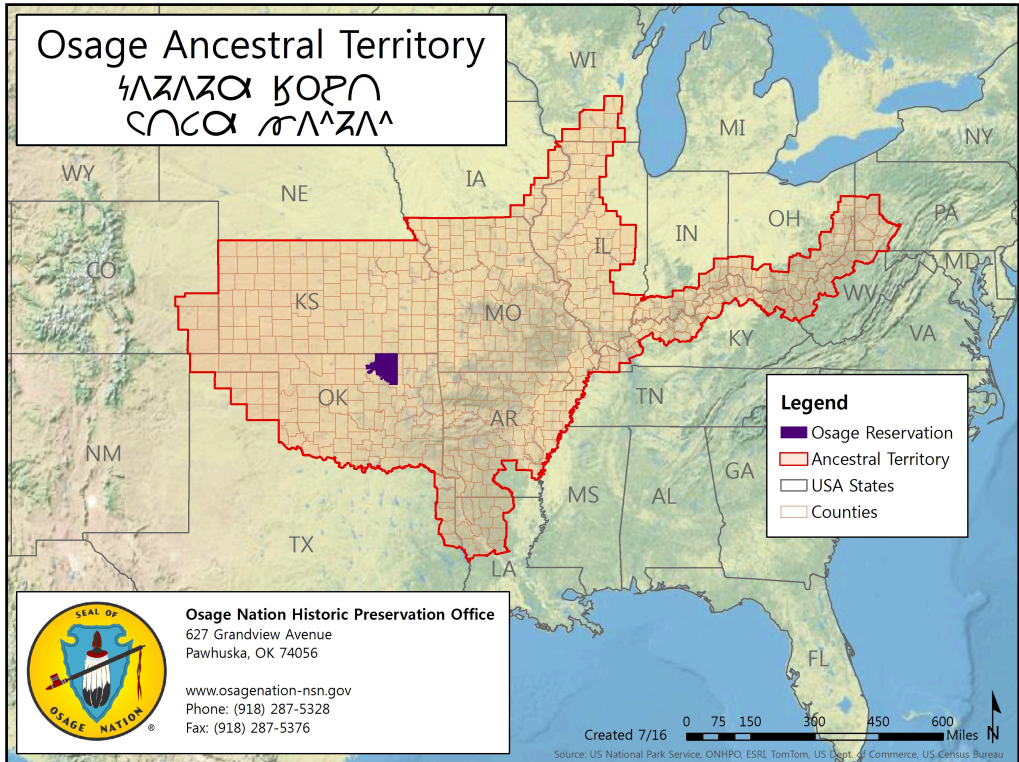 Osage Ancestral Territory
𐓏𐒰𐓓𐒰𐓓𐒷
𐓀𐒰͘𐓓𐒰͘
WI
MI
NY
WY
NE
IA
OH
PA
IN
IL
MD
CO
KS
MO
WV
KY
VA
OK
TN
AR
NM
MS
AL
GA
TX
LA
FL
Legend
Osage Reservation
Ancestral Territory
USA States
Counties
SEAL OF
OSAGE NATION
®
Osage Nation Historic Preservation Office
627 Grandview Avenue
Pawhuska, OK 74056
www.osagenation-nsn.gov
Phone: (918) 287-5328
Fax: (918) 287-5376
0 75 150 300 450 600
Created 7/16
Miles
N
Source: US National Park Service, ONHPO, ESRI, TomTom, US Dept. of Commerce, US Census Bureau